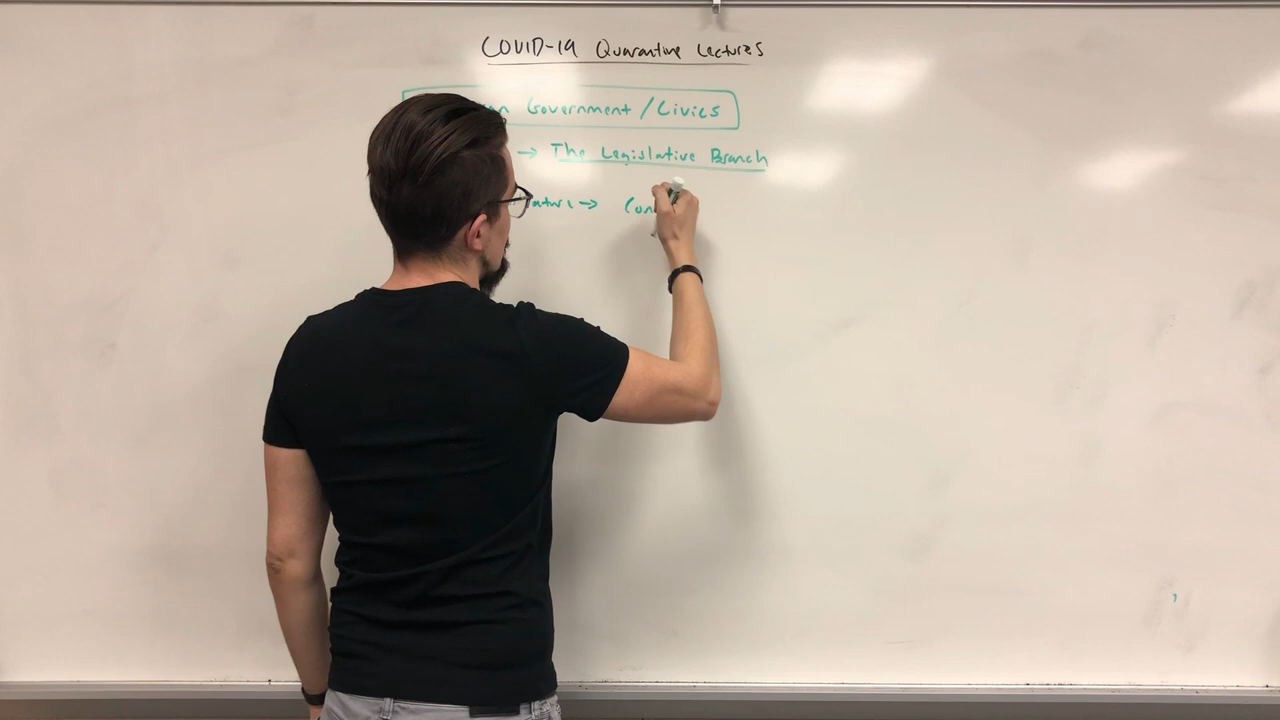 COVID-19 Quarantine Lectures
Government/Civics
→ The Legislative Branch
→